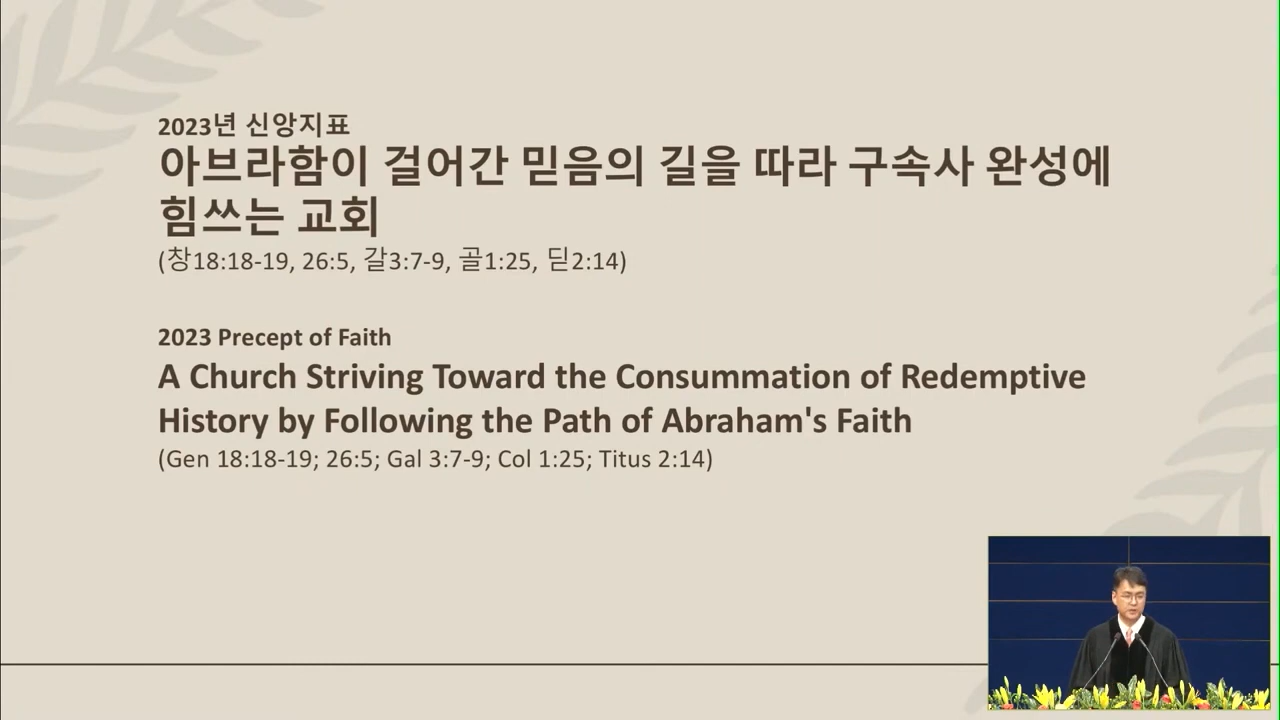 2023년 신앙지표
아브라함이 걸어간 믿음의 길을 따라 구속사 완성에
힘쓰는 교회
(창18:18-19, 26:5, 갈3:7-9, 골1:25, 딛2:14)
2023 Precept of Faith
A Church Striving Toward the Consummation of Redemptive
History by Following the Path of Abraham's Faith
(Gen 18:18-19; 26:5; Gal 3:7-9; Col 1:25; Titus 2:14)